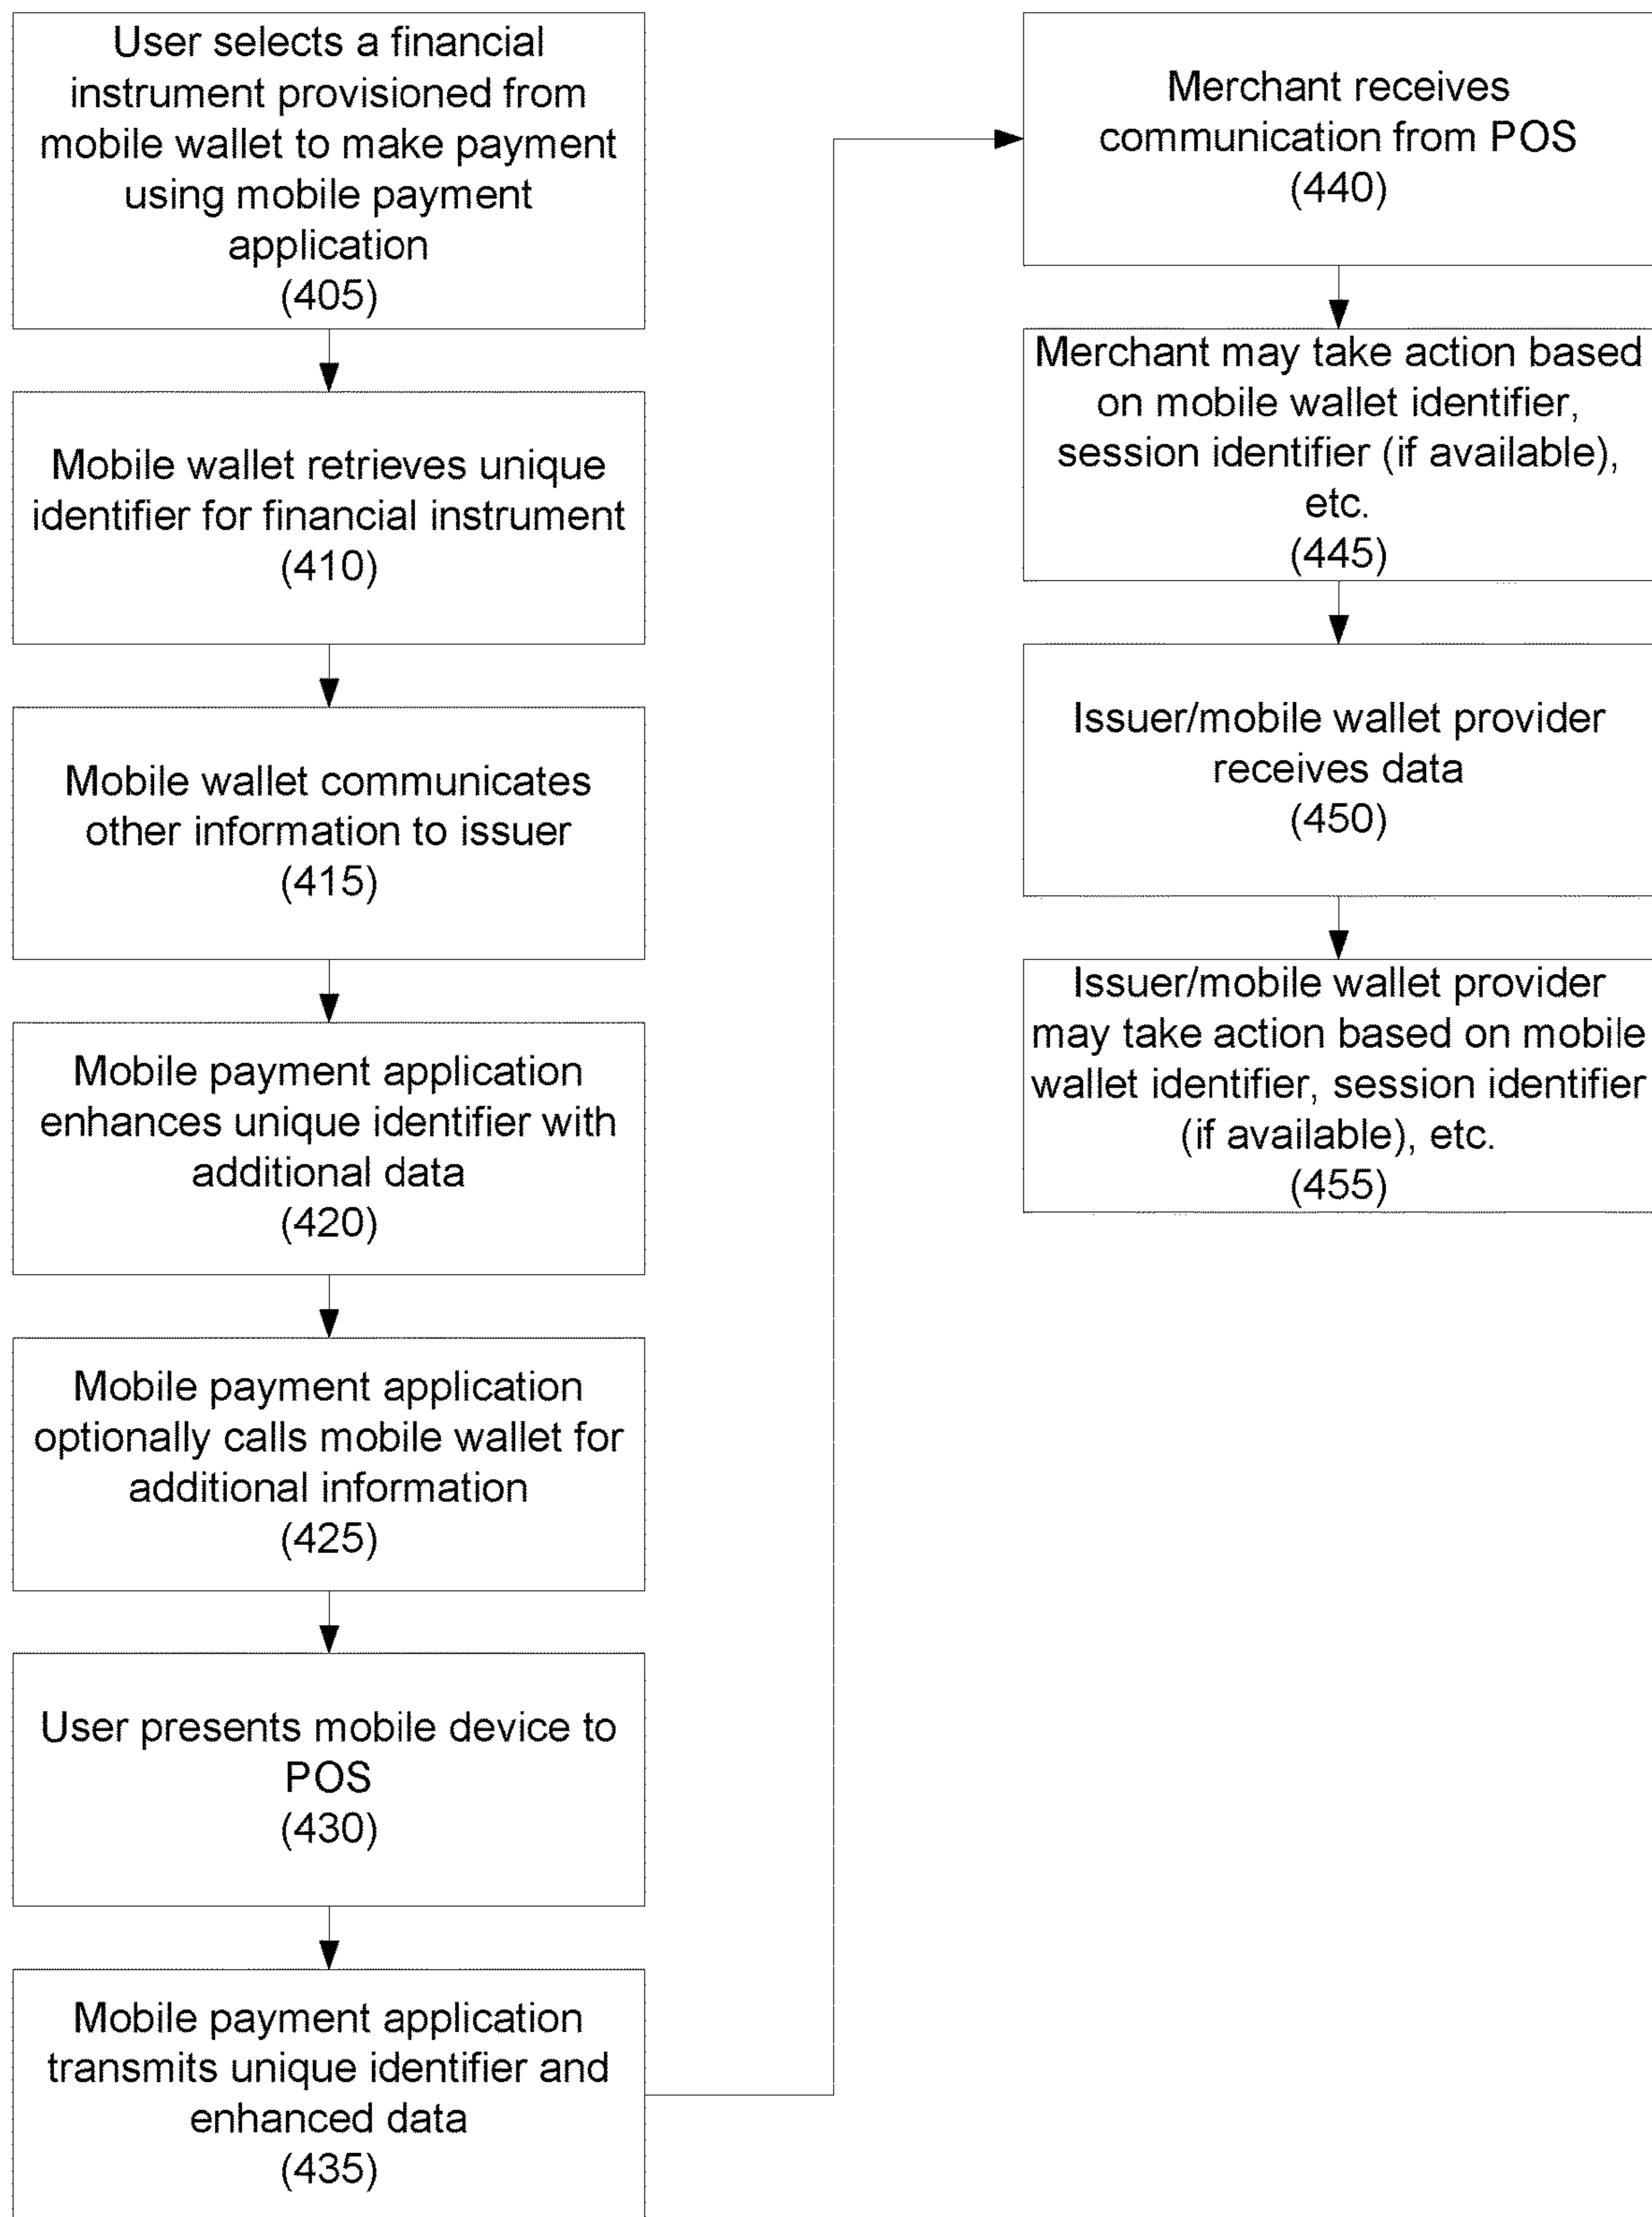 User selects a financial
instrument provisioned from
mobile wallet to make payment
using mobile payment
application
(405)
Mobile wallet retrieves unique
identifier for financial instrument
(410)
Mobile wallet communicates
other information to issuer
(415)
Mobile payment application
enhances unique identifier with
additional data
(420)
Mobile payment application
optionally calls mobile wallet for
additional information
(425)
User presents mobile device to
POS
(430)
Mobile payment application
transmits unique identifier and
enhanced data
(435)
Merchant receives
communication from POS
(440)
Merchant may take action based
on mobile wallet identifier,
session identifier (if available),
etc.
(445)
Issuer/mobile wallet provider
receives data
(450)
Issuer/mobile wallet provider
may take action based on mobile
wallet identifier, session identifier
(if available), etc.
(455)